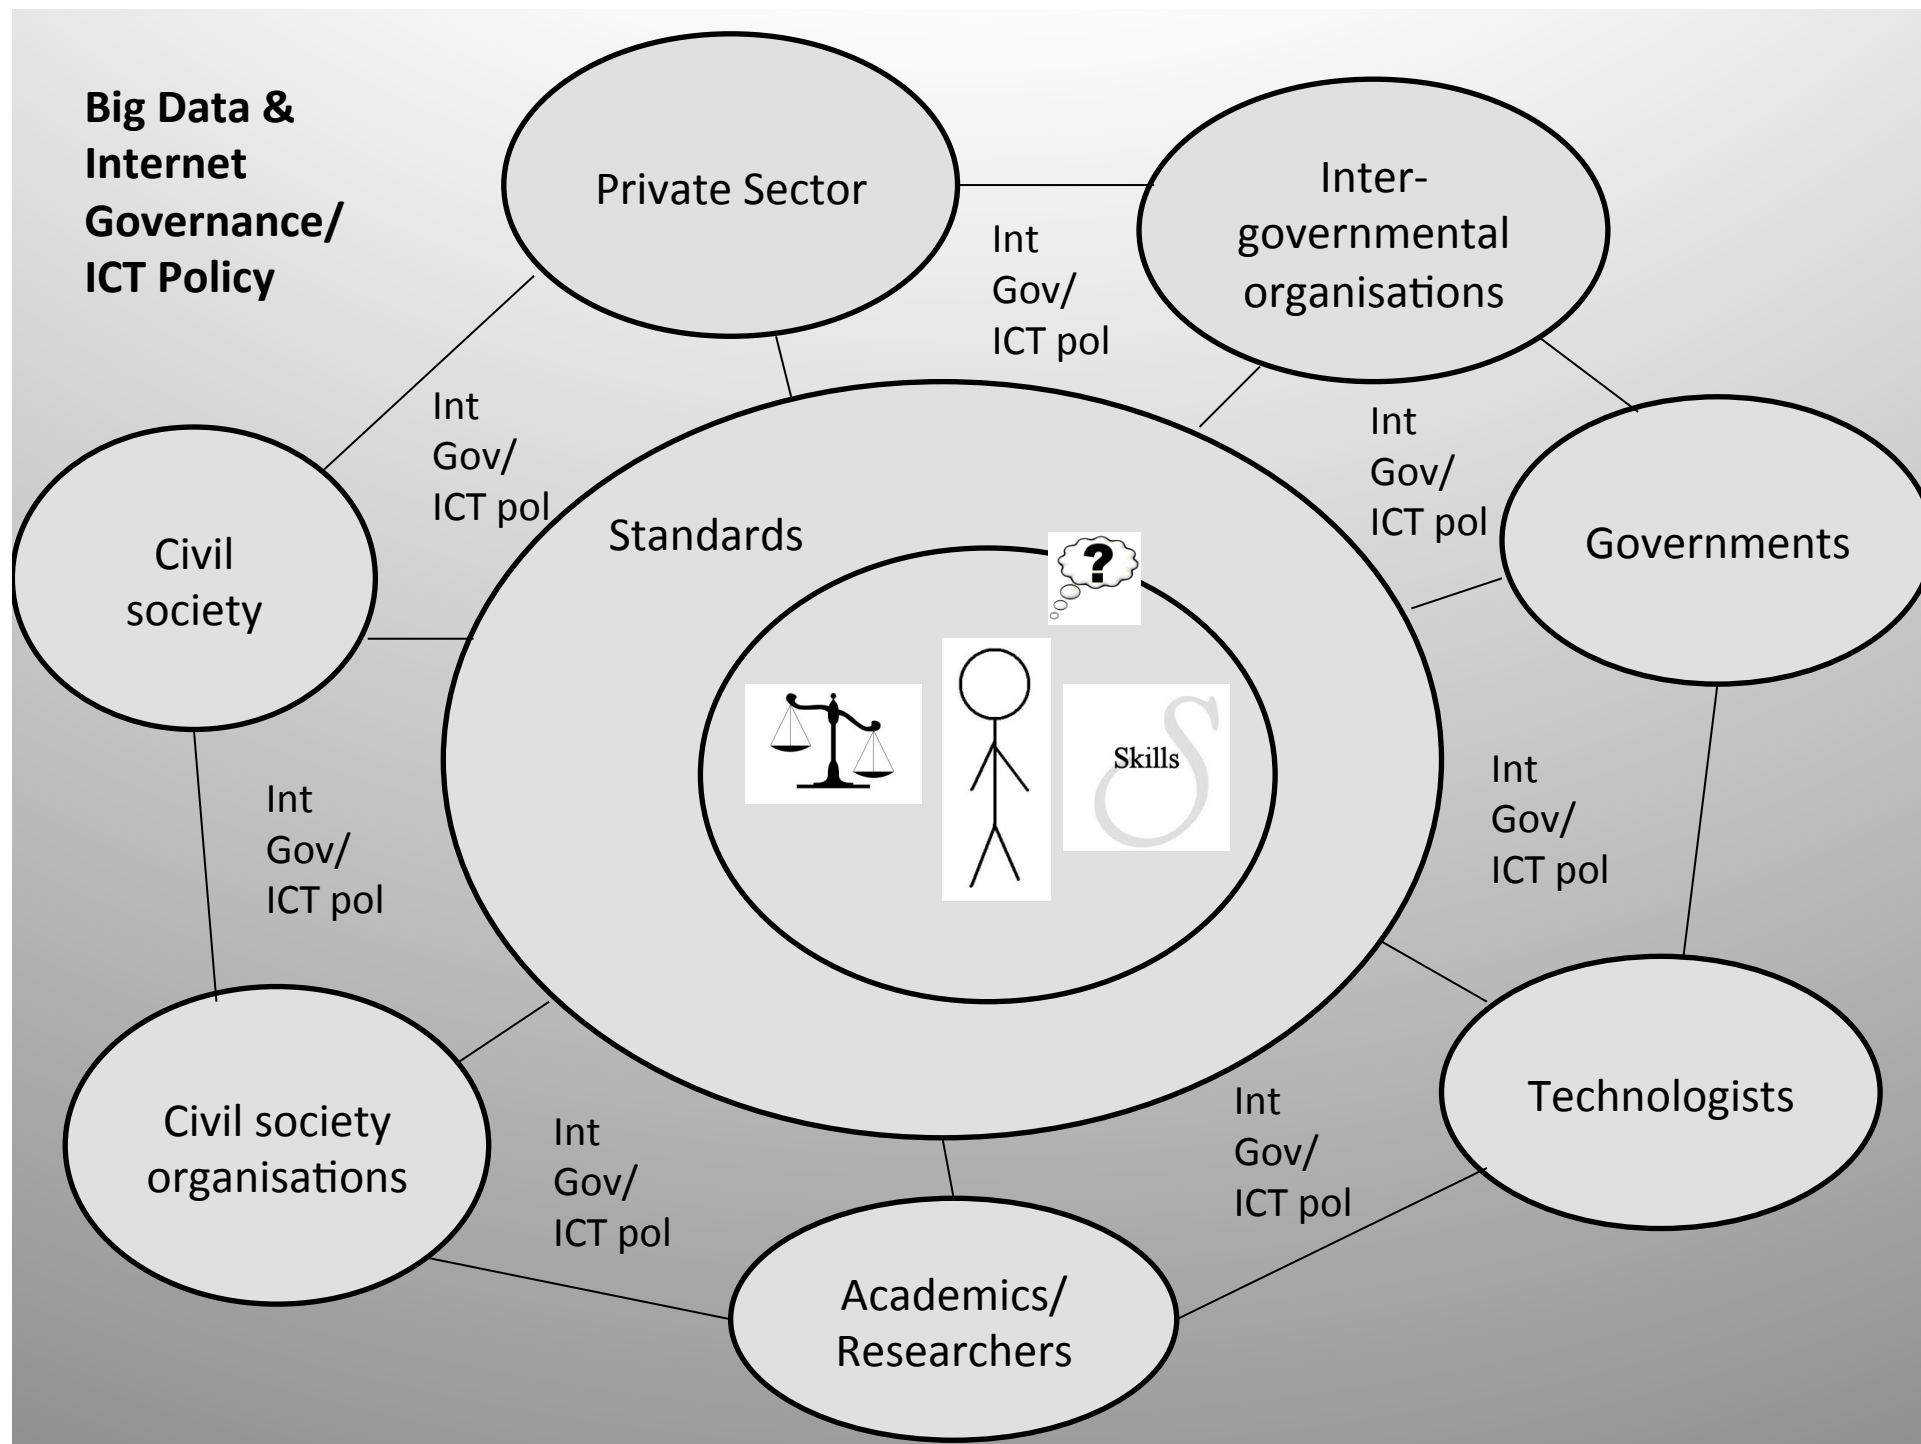 Big Data &
Internet
Governance/
ICT Policy
Private Sector
Inter-
governmental
organisations
Int
Gov/
ICT pol
Int
Gov/
ICT pol
Int
Gov/
ICT pol
Civil
society
Standards
?
Governments
Skills
S
Int
Gov/
ICT pol
Int
Gov/
ICT pol
Civil society
organisations
Int
Gov/
ICT pol
Int
Gov/
ICT pol
Technologists
Academics/
Researchers